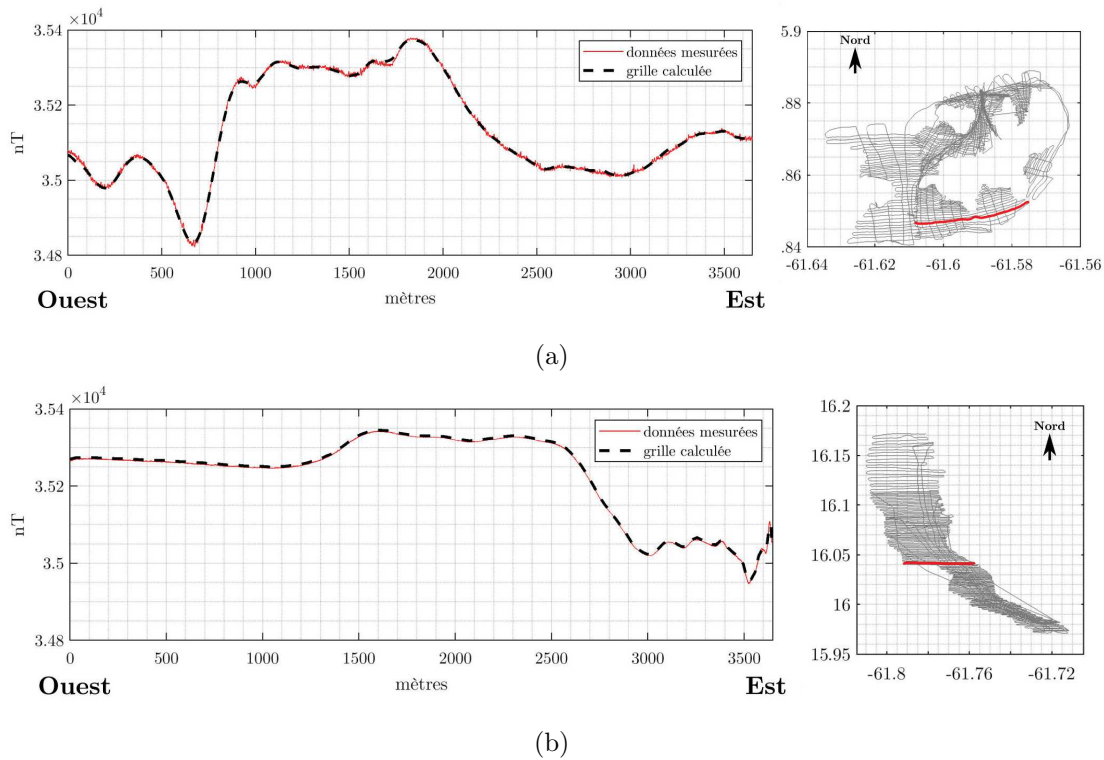 ×10⁴
3.54
3.52
3.5
3.48
nT
données mesurées
grille calculée
0 500 1000 1500 2000 2500 3000 3500
Ouest mètres Est
5.9
.88
.86
.84
Nord
-61.64 -61.62 -61.6 -61.58 -61.56
(a)
×10⁴
3.54
3.52
3.5
3.48
nT
données mesurées
grille calculée
0 500 1000 1500 2000 2500 3000 3500
Ouest mètres Est
16.2
16.15
16.1
16.05
16
15.95
Nord
-61.8 -61.76 -61.72
(b)